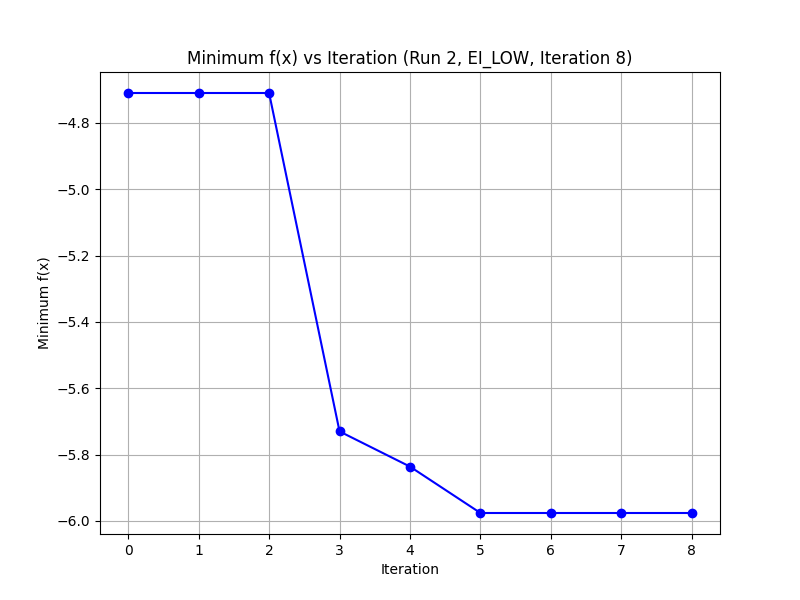 Minimum f(x) vs Iteration (Run 2, EI_LOW, Iteration 8)
Minimum f(x)
−4.8
−5.0
−5.2
−5.4
−5.6
−5.8
−6.0
0 1 2 3 4 5 6 7 8
Iteration